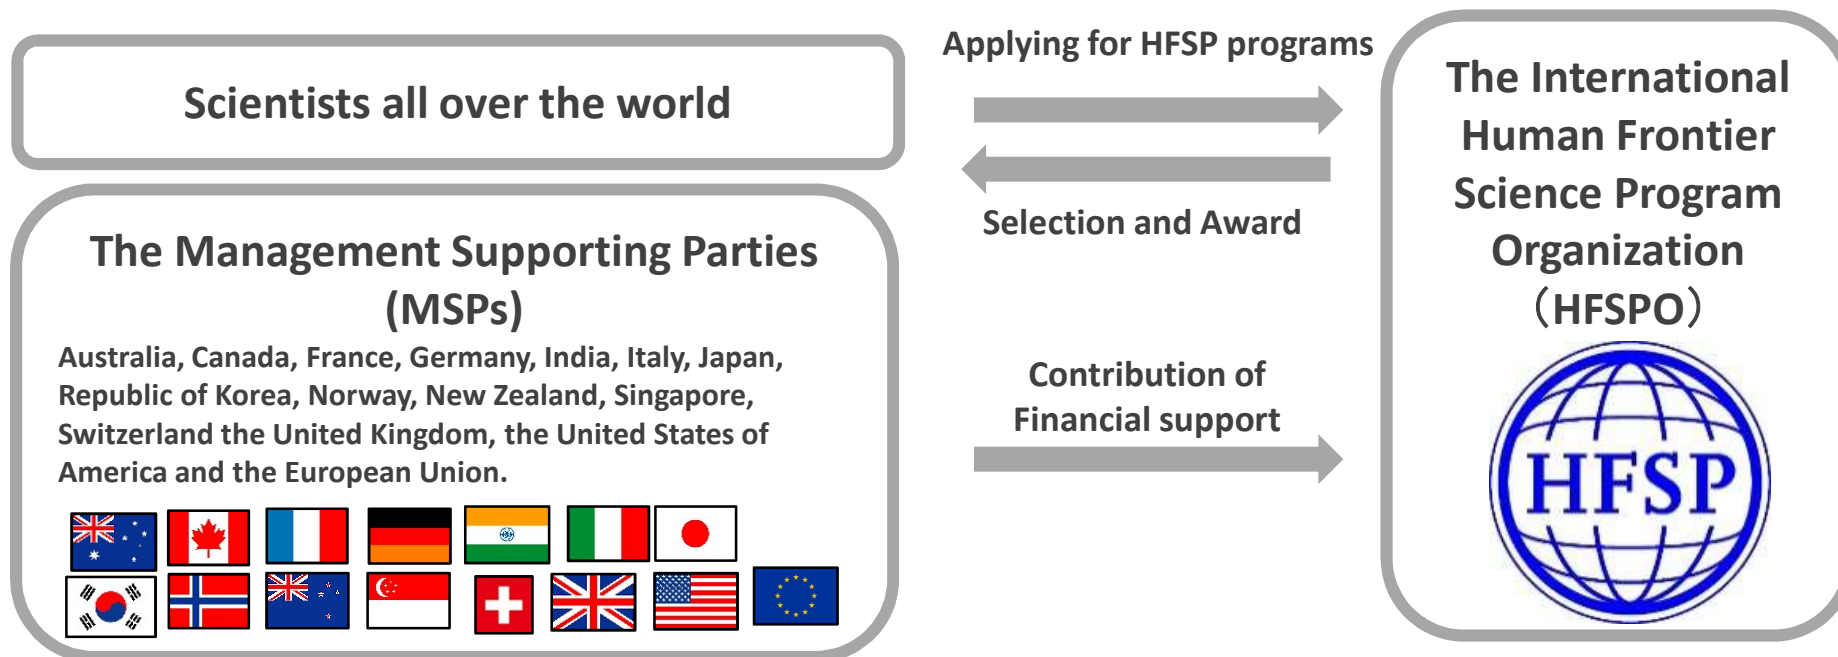 Scientists all over the world
The Management Supporting Parties
(MSPs)
Australia, Canada, France, Germany, India, Italy, Japan,
Republic of Korea, Norway, New Zealand, Singapore,
Switzerland the United Kingdom, the United States of
America and the European Union.
Applying for HFSP programs
Selection and Award
Contribution of
Financial support
The International
Human Frontier
Science Program
Organization
（HFSPO）
HFSP